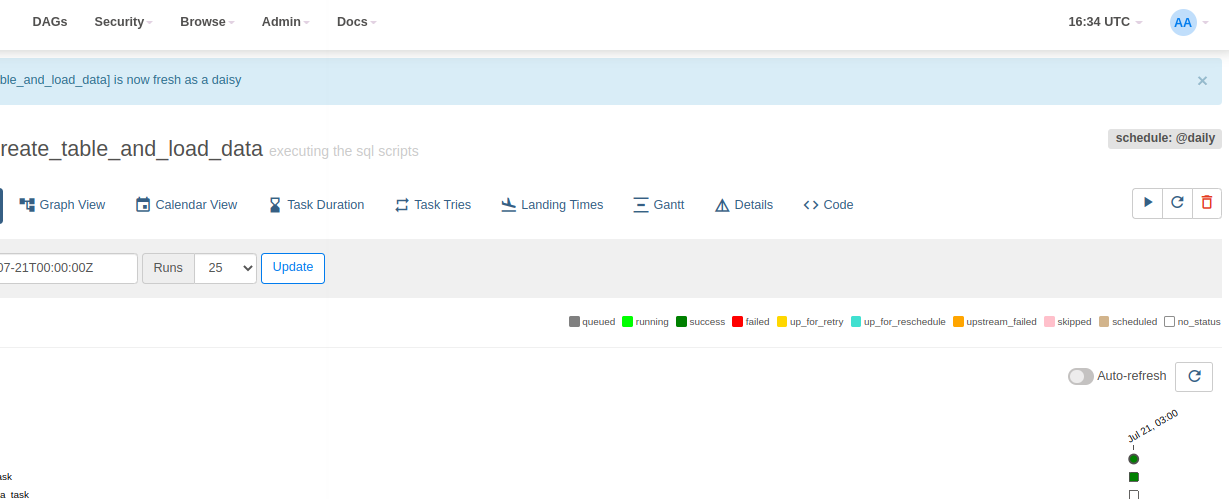 DAGs Security Browse Admin Docs 16:34 UTC AA
ble_and_load_data] is now fresh as a daisy ×
reate_table_and_load_data executing the sql scripts schedule: @daily
Graph View Calendar View Task Duration Task Tries Landing Times Gantt Details Code
07-21T00:00:00Z Runs 25 Update
queued running success failed up_for_retry up_for_reschedule upstream_failed skipped scheduled no_status
Auto-refresh
Jul 21, 03:00
ask
a_task